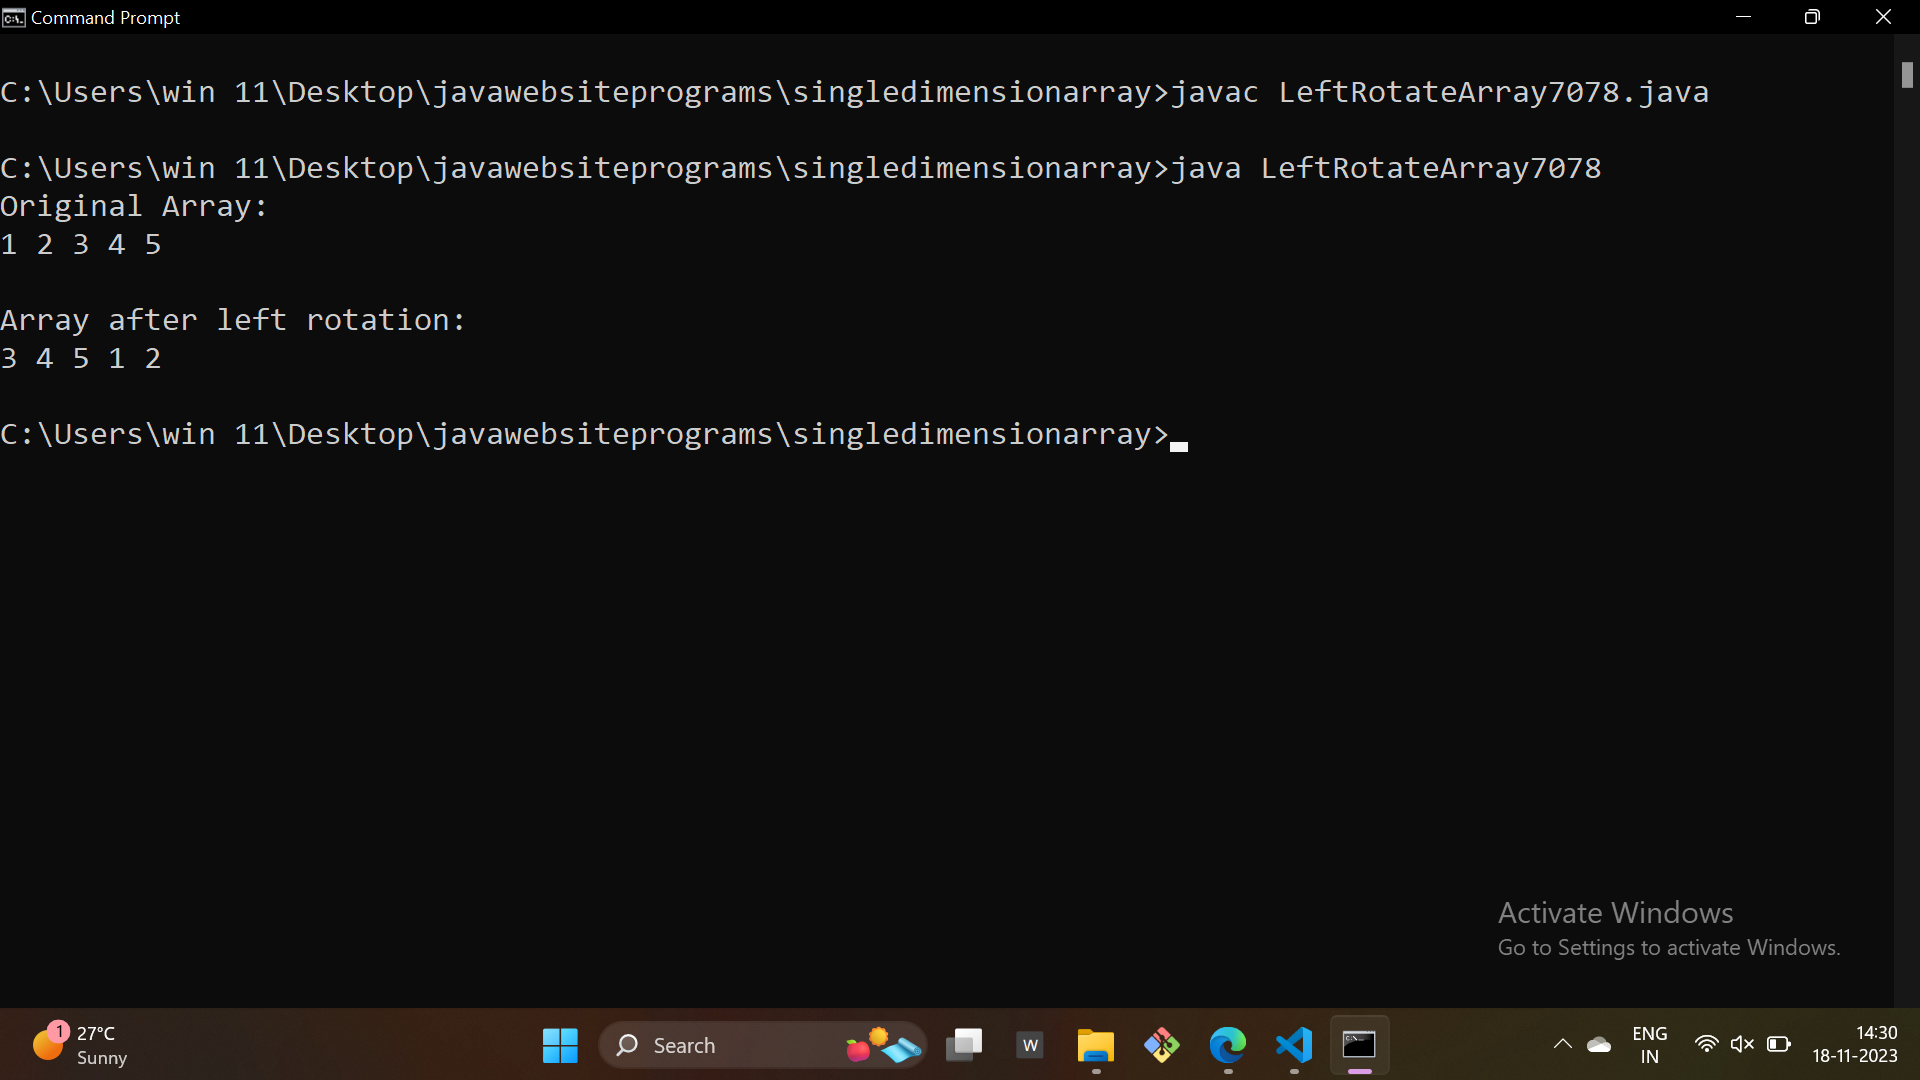 Command Prompt
C:\Users\win 11\Desktop\javawebsiteprograms\singledimensionarray>javac LeftRotateArray7078.java
C:\Users\win 11\Desktop\javawebsiteprograms\singledimensionarray>java LeftRotateArray7078
Original Array:
1 2 3 4 5
Array after left rotation:
3 4 5 1 2
C:\Users\win 11\Desktop\javawebsiteprograms\singledimensionarray>
Activate Windows
Go to Settings to activate Windows.
1
27°C
Sunny
Search
W
ENG
IN
14:30
18-11-2023